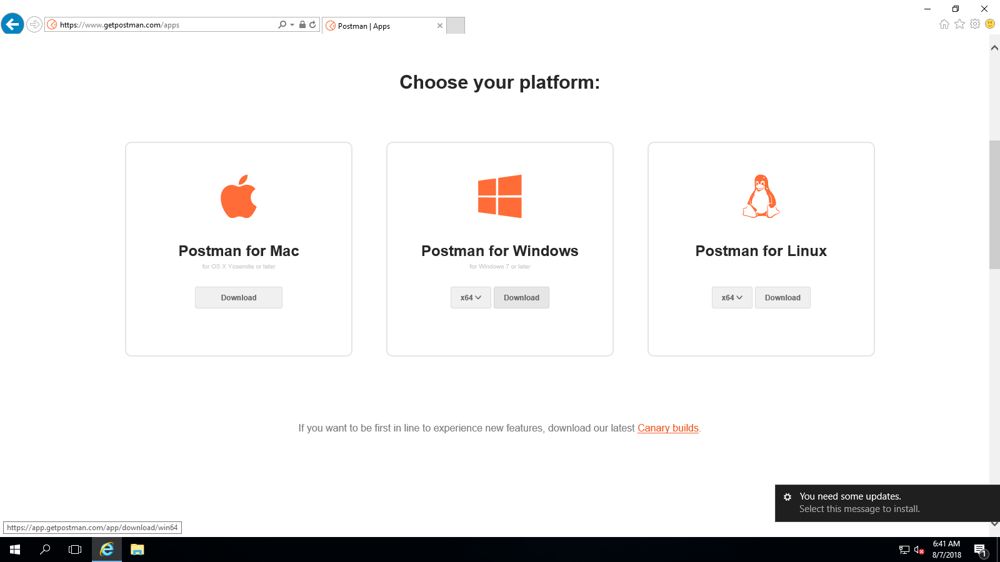 https://www.getpostman.com/apps
Postman | Apps
Choose your platform:
Postman for Mac
for OS X Yosemite or later
Download
Postman for Windows
for Windows 7 or later
x64
Download
Postman for Linux
x64
Download
If you want to be first in line to experience new features, download our latest Canary builds.
You need some updates.
Select this message to install.
https://app.getpostman.com/app/download/win64
6:41 AM
8/7/2018
1